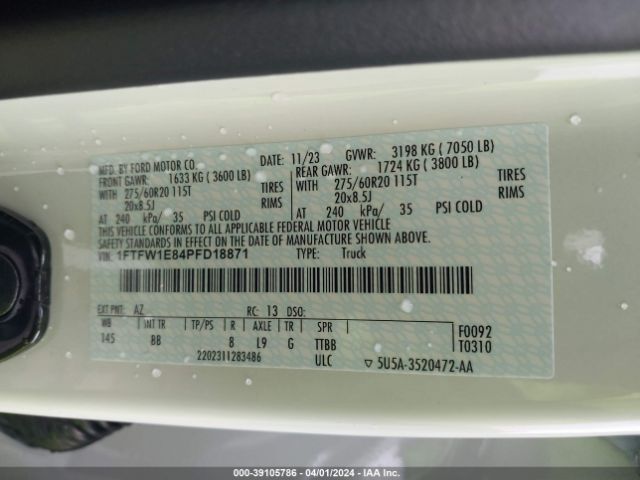 MFD. BY FORD MOTOR CO.
DATE: 11/23 GVWR: 3198 KG ( 7050 LB)
FRONT GAWR: 1633 KG ( 3600 LB)
REAR GAWR: 1724 KG ( 3800 LB)
WITH 275/60R20 115T TIRES
WITH 275/60R20 115T TIRES
20x8.5J RIMS
20x8.5J RIMS
AT 240 kPa/ 35 PSI COLD
AT 240 kPa/ 35 PSI COLD
THIS VEHICLE CONFORMS TO ALL APPLICABLE FEDERAL MOTOR VEHICLE
SAFETY STANDARDS IN EFFECT ON THE DATE OF MANUFACTURE SHOWN ABOVE.
VIN: 1FTFW1E84PFD18871 TYPE: Truck
EXT PNT: AZ RC: 13 DSO:
WB INT TR TP/PS R AXLE TR SPR
145 BB 8 L9 G TTBB
F0092
T0310
2202311283486 ULC ▽ 5U5A-3520472-AA
000-39105786 - 04/01/2024 - IAA Inc.